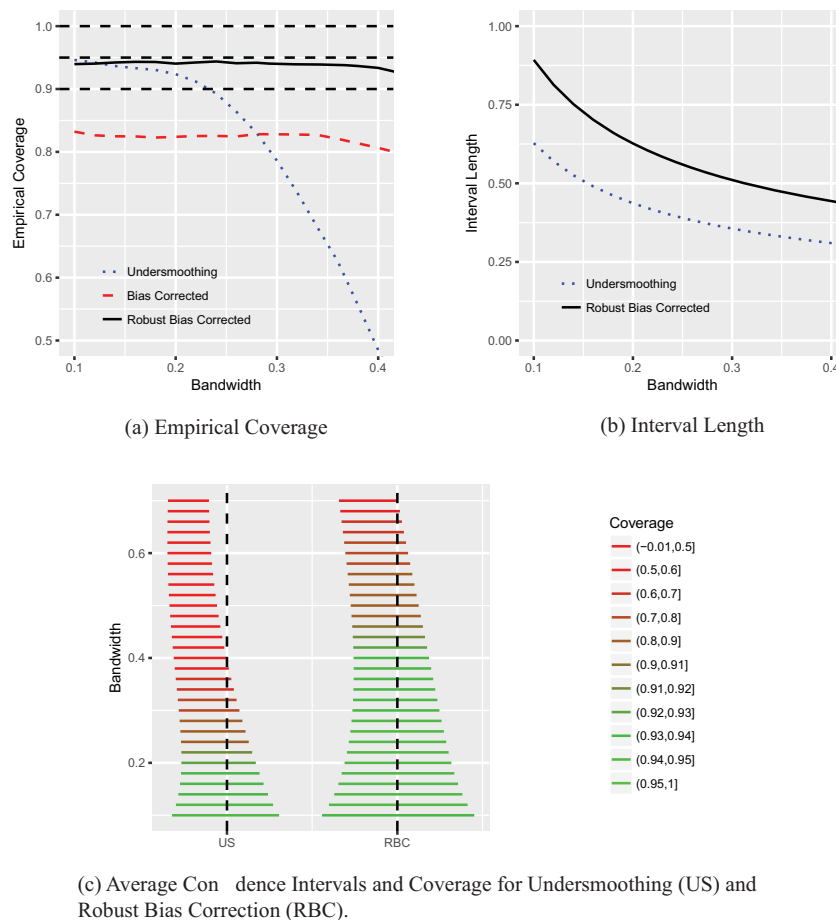 1.0
0.9
0.8
0.7
0.6
0.5
Empirical Coverage
Undersmoothing
Bias Corrected
Robust Bias Corrected
0.1 0.2 0.3 0.4
Bandwidth
(a) Empirical Coverage
1.00
0.75
0.50
0.25
0.00
Interval Length
Undersmoothing
Robust Bias Corrected
0.1 0.2 0.3 0.4
Bandwidth
(b) Interval Length
0.6
0.4
0.2
Bandwidth
US RBC
Coverage
(−0.01,0.5]
(0.5,0.6]
(0.6,0.7]
(0.7,0.8]
(0.8,0.9]
(0.9,0.91]
(0.91,0.92]
(0.92,0.93]
(0.93,0.94]
(0.94,0.95]
(0.95,1]
(c) Average Con dence Intervals and Coverage for Undersmoothing (US) and
Robust Bias Correction (RBC).